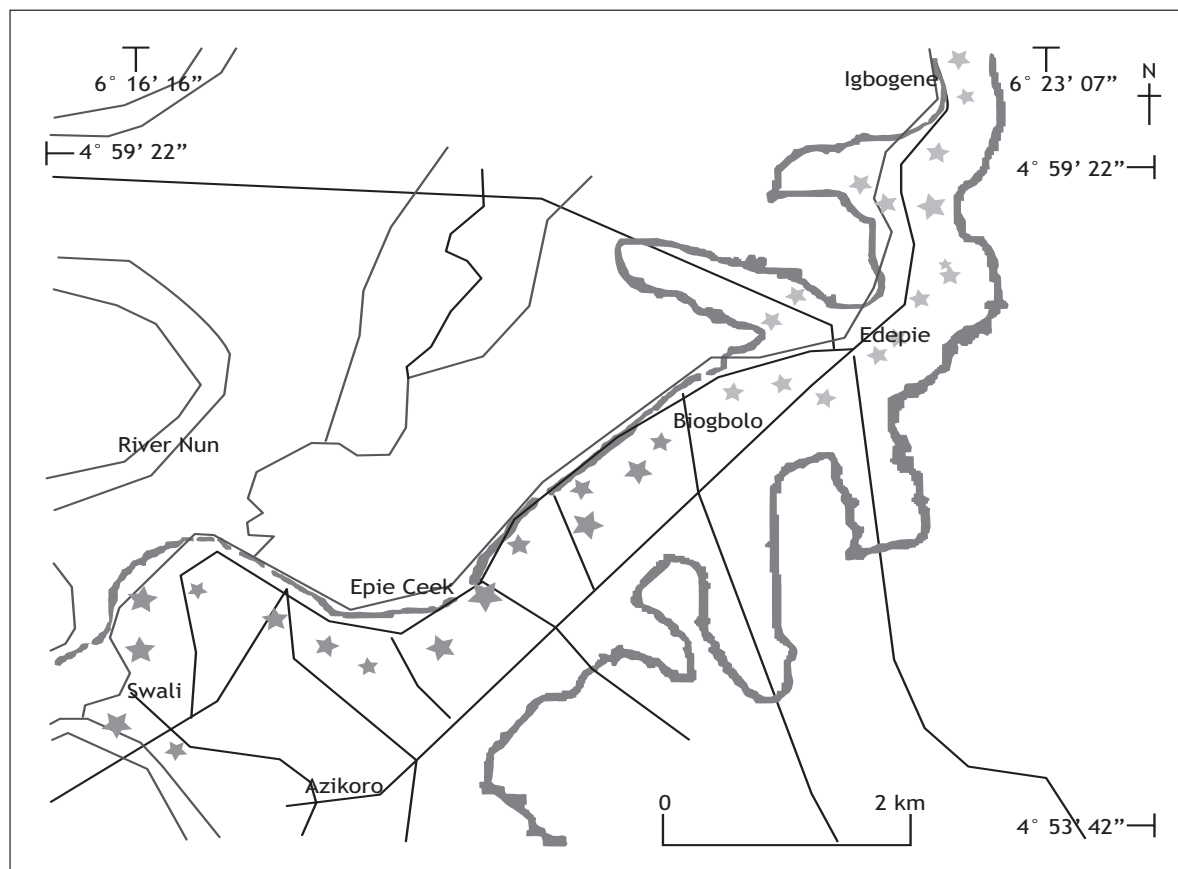 6° 16’ 16”
Igbogene
6° 23’ 07”
N
4° 59’ 22”
4° 59’ 22”
Edepie
Biogbolo
River Nun
Epie Ceek
Swali
Azikoro
0 2 km
4° 53’ 42”